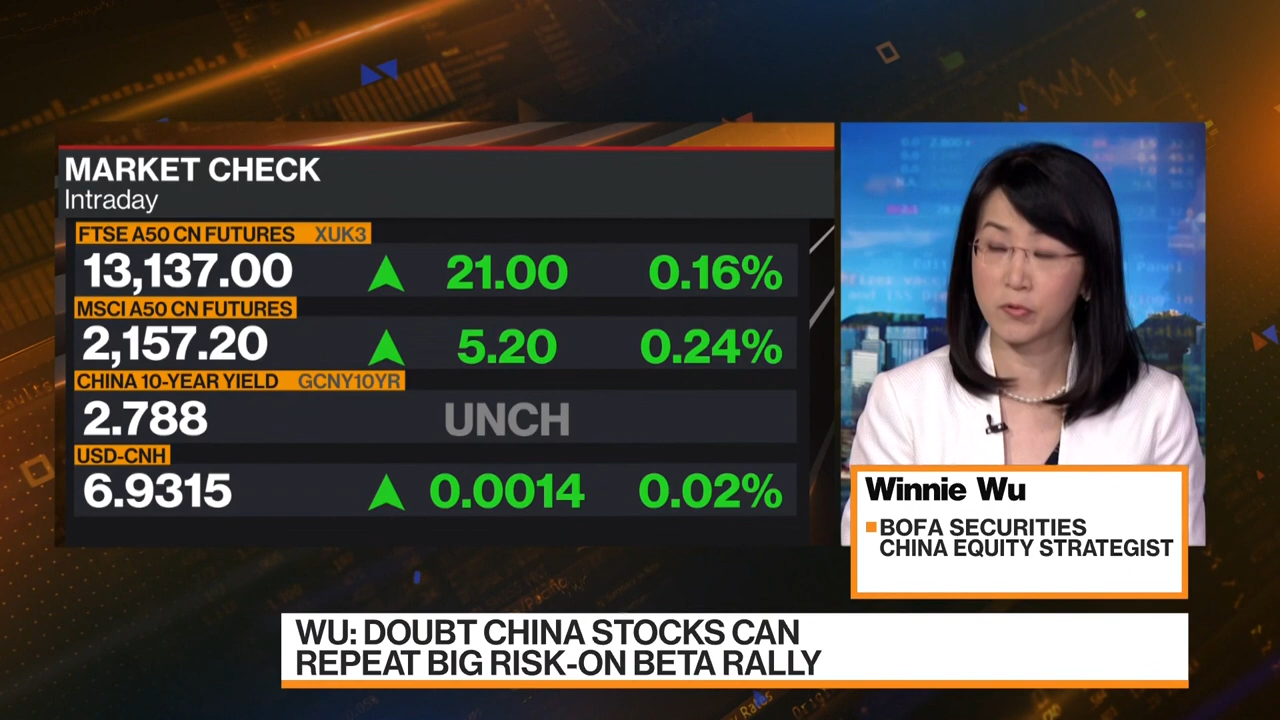 MARKET CHECK
Intraday
FTSE A50 CN FUTURES XUK3
13,137.00 ▲ 21.00 0.16%
MSCI A50 CN FUTURES
2,157.20 ▲ 5.20 0.24%
CHINA 10-YEAR YIELD GCNY10YR
2.788 UNCH
USD-CNH
6.9315 ▲ 0.0014 0.02%
Winnie Wu
BOFA SECURITIES
CHINA EQUITY STRATEGIST
WU: DOUBT CHINA STOCKS CAN
REPEAT BIG RISK-ON BETA RALLY